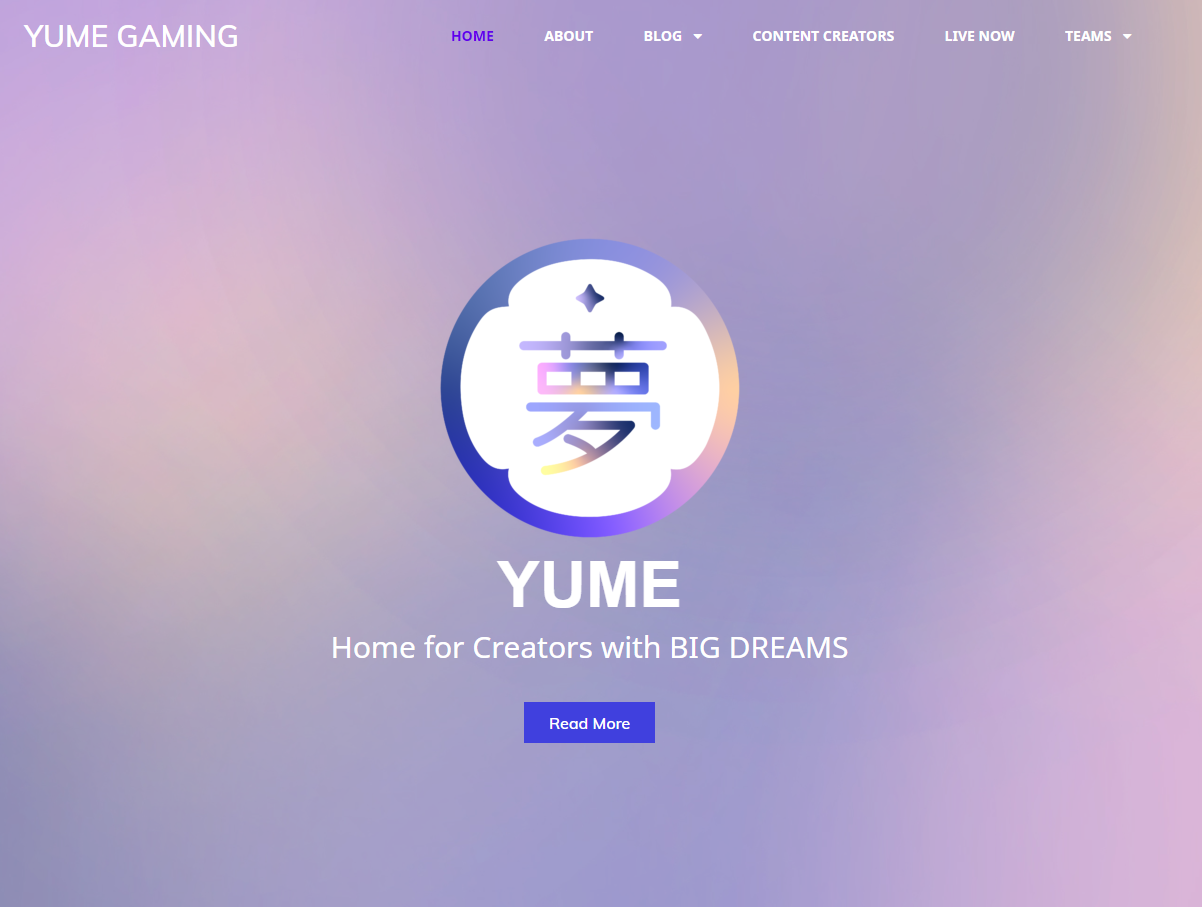 YUME GAMING
HOME ABOUT BLOG CONTENT CREATORS LIVE NOW TEAMS
夢
YUME
Home for Creators with BIG DREAMS
Read More